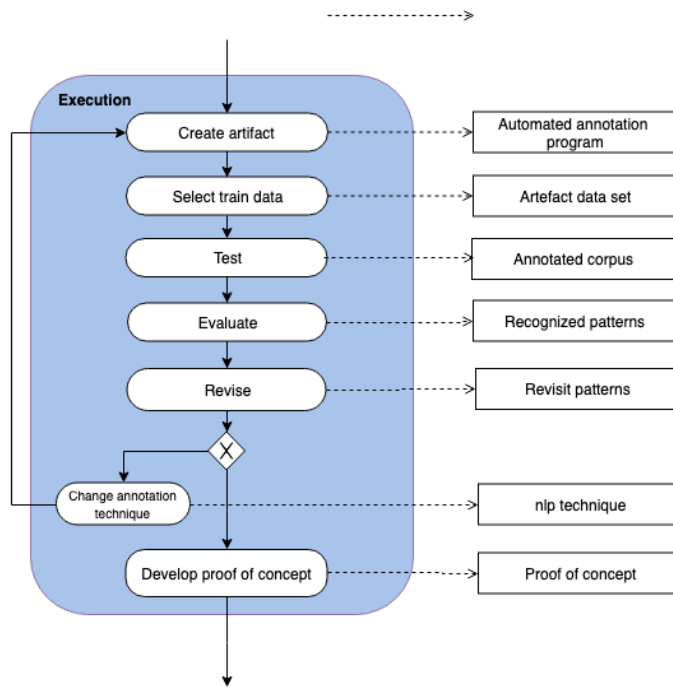 Execution
Create artifact
Automated annotation
program
Select train data
Artefact data set
Test
Annotated corpus
Evaluate
Recognized patterns
Revise
Revisit patterns
X
Change annotation
technique
nlp technique
Develop proof of concept
Proof of concept